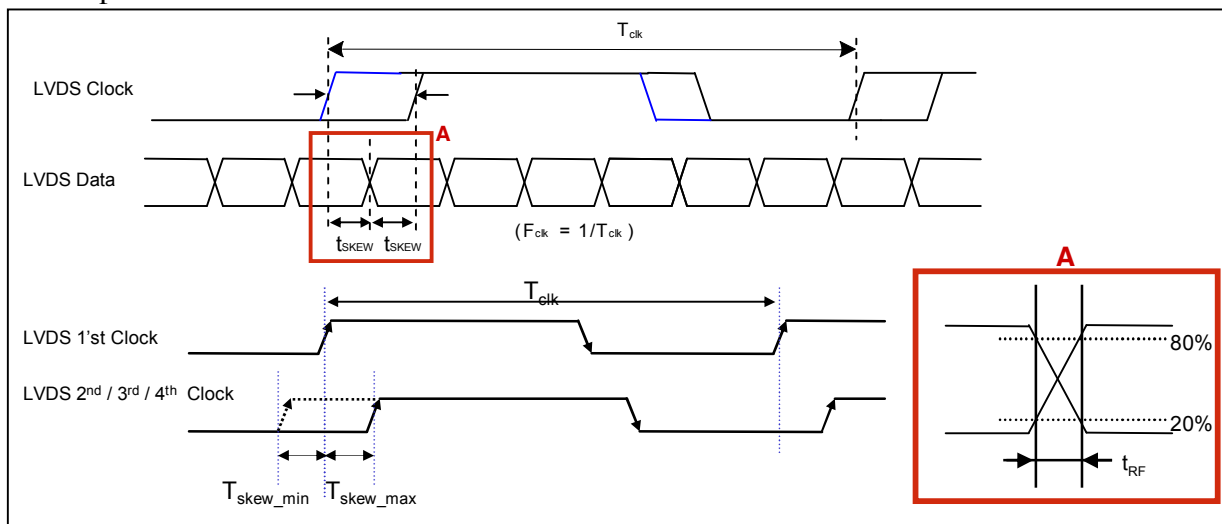 Tclk
LVDS Clock
A
LVDS Data
tSKEW tSKEW
(Fclk = 1/Tclk)
A
Tclk
LVDS 1'st Clock
80%
LVDS 2nd / 3rd / 4th Clock
20%
tRF
Tskew_min Tskew_max